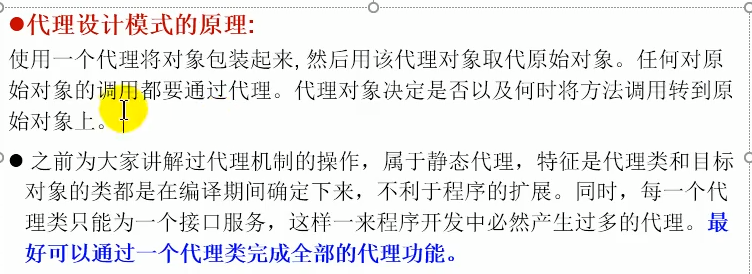 ●代理设计模式的原理:
使用一个代理将对象包装起来,然后用该代理对象取代原始对象。任何对原
始对象的调用都要通过代理。代理对象决定是否以及何时将方法调用转到原
始对象上。
● 之前为大家讲解过代理机制的操作，属于静态代理，特征是代理类和目标
对象的类都是在编译期间确定下来，不利于程序的扩展。同时，每一个代
理类只能为一个接口服务，这样一来程序开发中必然产生过多的代理。最
好可以通过一个代理类完成全部的代理功能。